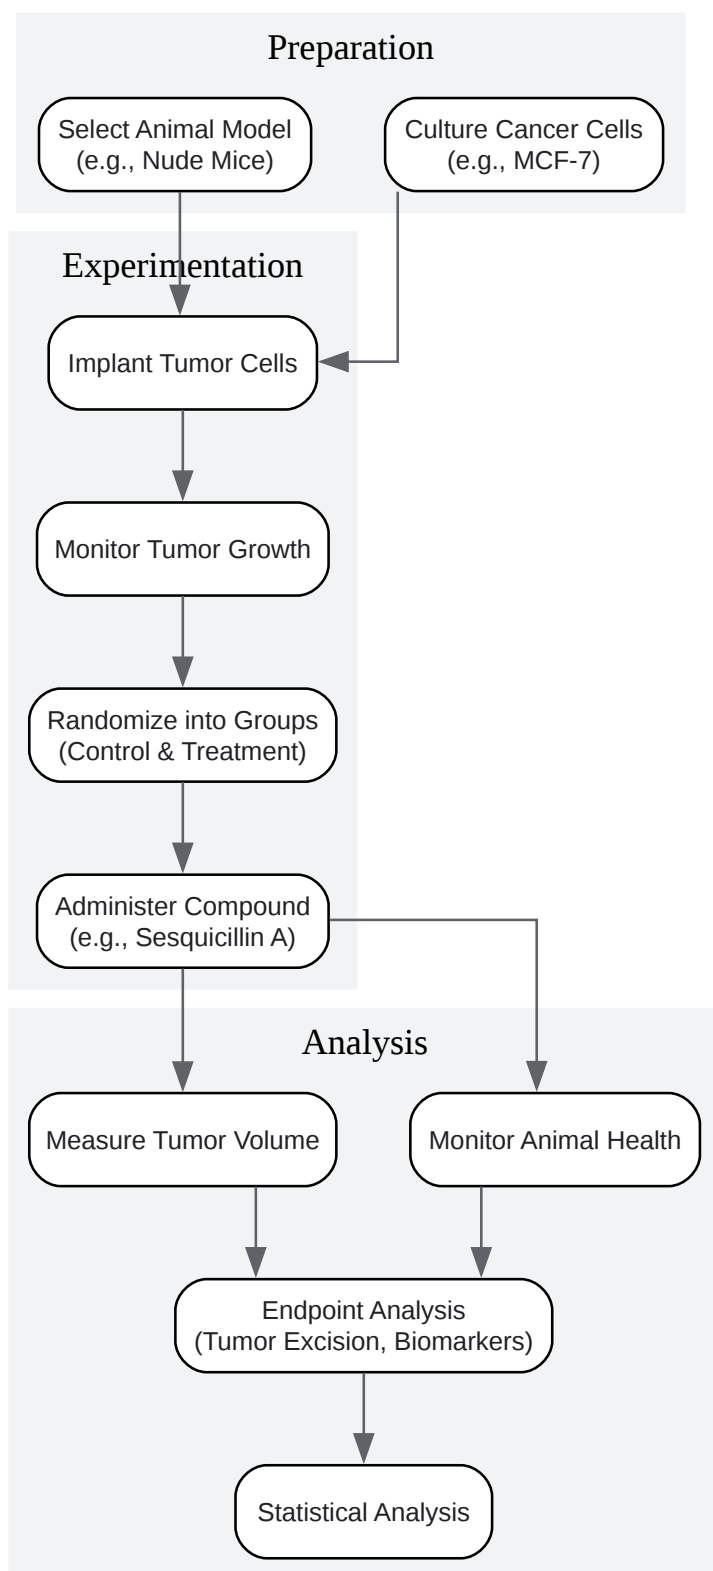 Preparation
Select Animal Model
(e.g., Nude Mice)
Culture Cancer Cells
(e.g., MCF-7)
Experimentation
Implant Tumor Cells
Monitor Tumor Growth
Randomize into Groups
(Control & Treatment)
Administer Compound
(e.g., Sesquicillin A)
Analysis
Measure Tumor Volume
Monitor Animal Health
Endpoint Analysis
(Tumor Excision, Biomarkers)
Statistical Analysis